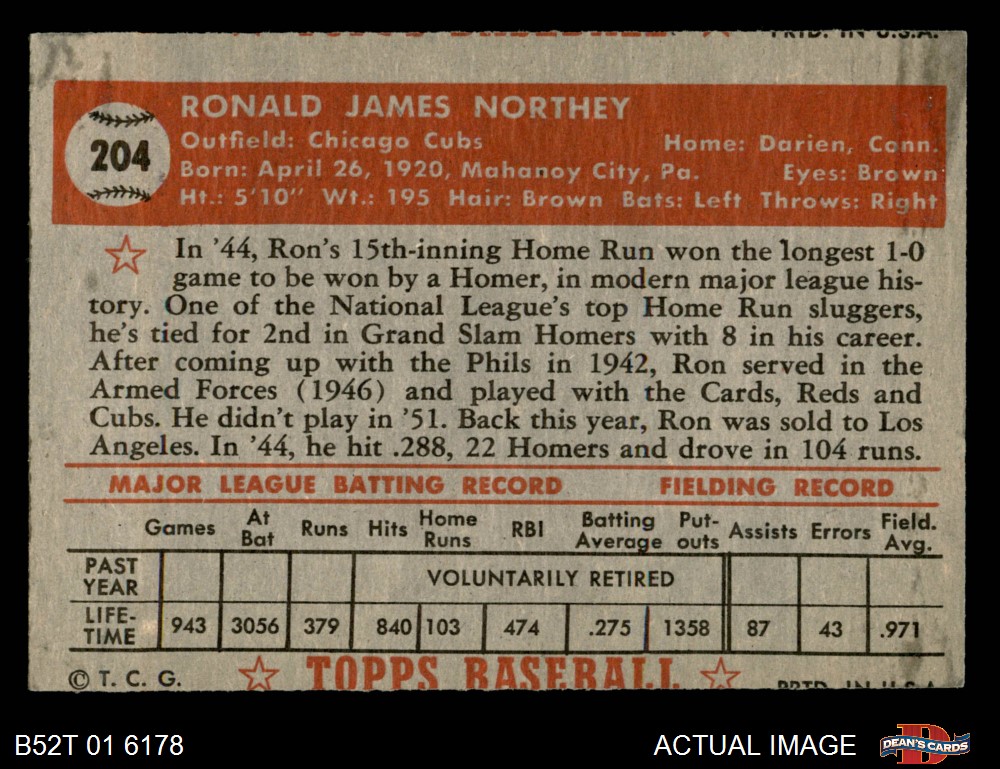 TOPPS BASEBALL PRTD. IN U.S.A.
204
RONALD JAMES NORTHEY
Outfield: Chicago Cubs Home: Darien, Conn.
Born: April 26, 1920, Mahanoy City, Pa. Eyes: Brown
Ht.: 5'10" Wt.: 195 Hair: Brown Bats: Left Throws: Right
In '44, Ron's 15th-inning Home Run won the longest 1-0
game to be won by a Homer, in modern major league his-
tory. One of the National League's top Home Run sluggers,
he's tied for 2nd in Grand Slam Homers with 8 in his career.
After coming up with the Phils in 1942, Ron served in the
Armed Forces (1946) and played with the Cards, Reds and
Cubs. He didn't play in '51. Back this year, Ron was sold to Los
Angeles. In '44, he hit .288, 22 Homers and drove in 104 runs.
MAJOR LEAGUE BATTING RECORD FIELDING RECORD
Games At Bat Runs Hits Home Runs RBI Batting Average Put-outs Assists Errors Field. Avg.
PAST YEAR VOLUNTARILY RETIRED
LIFE-TIME 943 3056 379 840 103 474 .275 1358 87 43 .971
© T. C. G. TOPPS BASEBALL PRTD. IN U.S.A.
B52T 01 6178 ACTUAL IMAGE D DEAN'S CARDS